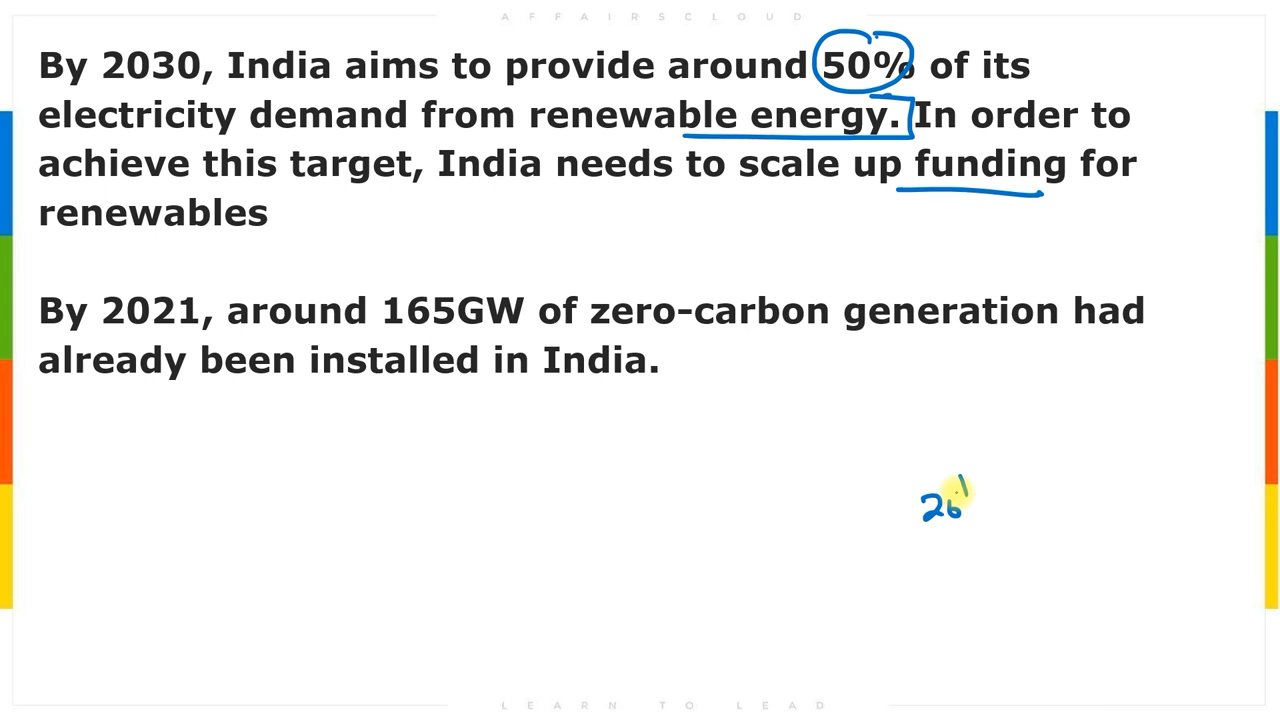 AFFAIRSCLOUD
By 2030, India aims to provide around 50% of its
electricity demand from renewable energy. In order to
achieve this target, India needs to scale up funding for
renewables
By 2021, around 165GW of zero-carbon generation had
already been installed in India.
26
LEARN TO LEAD